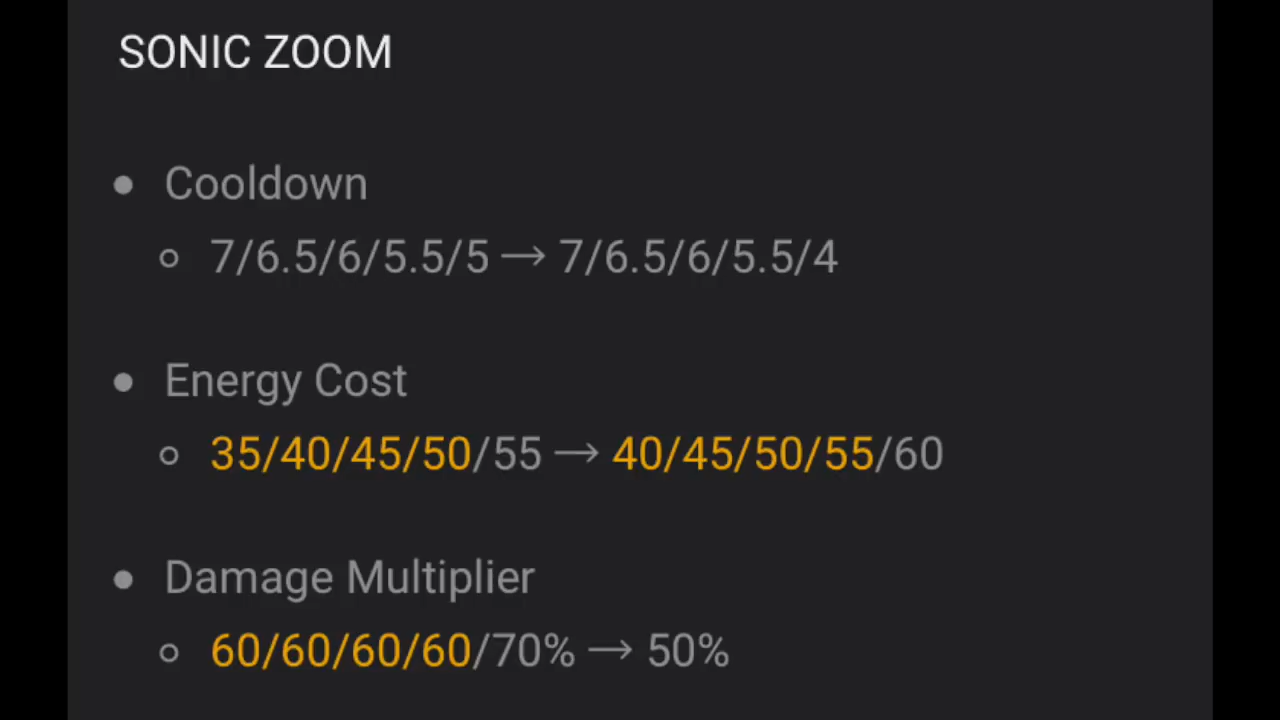 SONIC ZOOM
● Cooldown
○ 7/6.5/6/5.5/5 → 7/6.5/6/5.5/4
● Energy Cost
○ 35/40/45/50/55 → 40/45/50/55/60
● Damage Multiplier
○ 60/60/60/60/70% → 50%